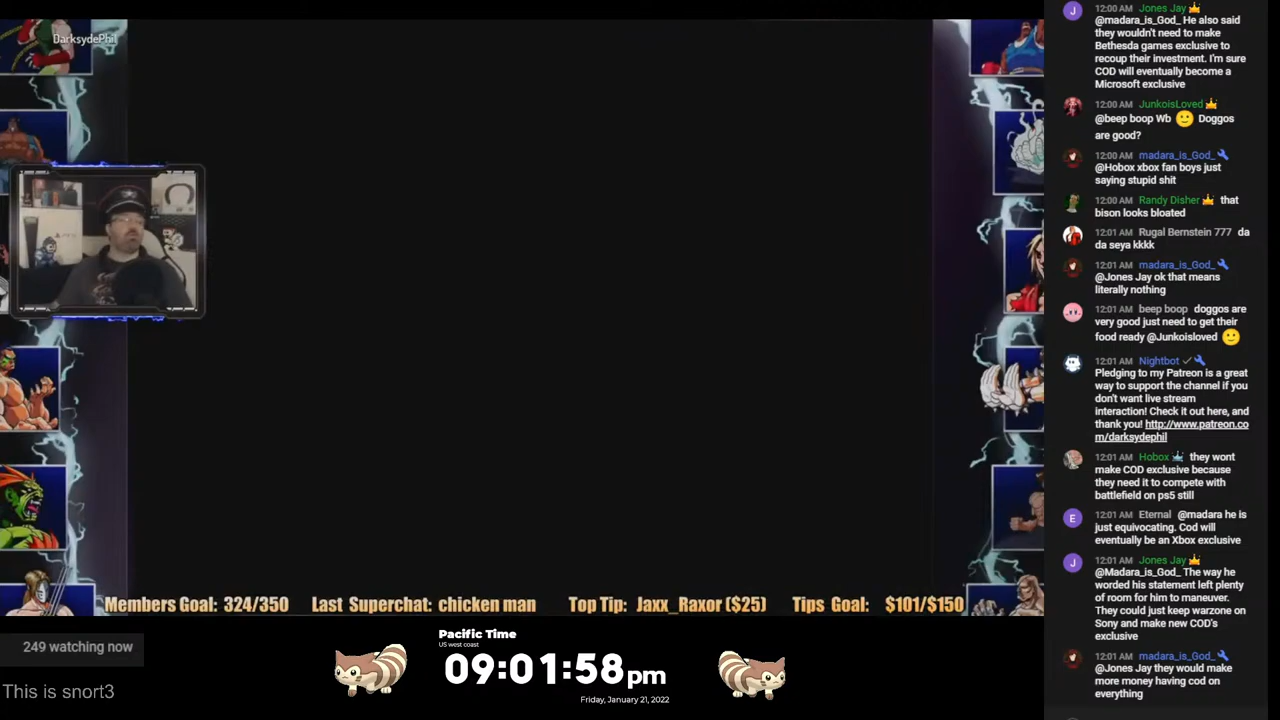 DarksydePhil
Members Goal: 324/350 Last Superchat: chicken man Top Tip: Jaxx_Raxor ($25) Tips Goal: $101/$150
249 watching now
This is snort3
Pacific Time
US west coast
09:01:58pm
Friday, January 21, 2022
J
12:00 AM Jones Jay
@madara_is_God_ He also said
they wouldn't need to make
Bethesda games exclusive to
recoup their investment. I'm sure
COD will eventually become a
Microsoft exclusive
12:00 AM JunkoisLoved
@beep boop Wb 🙂 Doggos
are good?
12:00 AM madara_is_God_
@Hobox xbox fan boys just
saying stupid shit
12:00 AM Randy Disher that
bison looks bloated
12:01 AM Rugal Bernstein 777 da
da seya kkkk
12:01 AM madara_is_God_
@Jones Jay ok that means
literally nothing
12:01 AM beep boop doggos are
very good just need to get their
food ready @Junkoisloved 🙂
12:01 AM Nightbot
Pledging to my Patreon is a great
way to support the channel if you
don't want live stream
interaction! Check it out here, and
thank you! http://www.patreon.co
m/darksydephil
12:01 AM Hobox they wont
make COD exclusive because
they need it to compete with
battlefield on ps5 still
E
12:01 AM Eternal @madara he is
just equivocating. Cod will
eventually be an Xbox exclusive
J
12:01 AM Jones Jay
@Madara_is_God_ The way he
worded his statement left plenty
of room for him to maneuver.
They could just keep warzone on
Sony and make new COD's
exclusive
12:01 AM madara_is_God_
@Jones Jay they would make
more money having cod on
everything